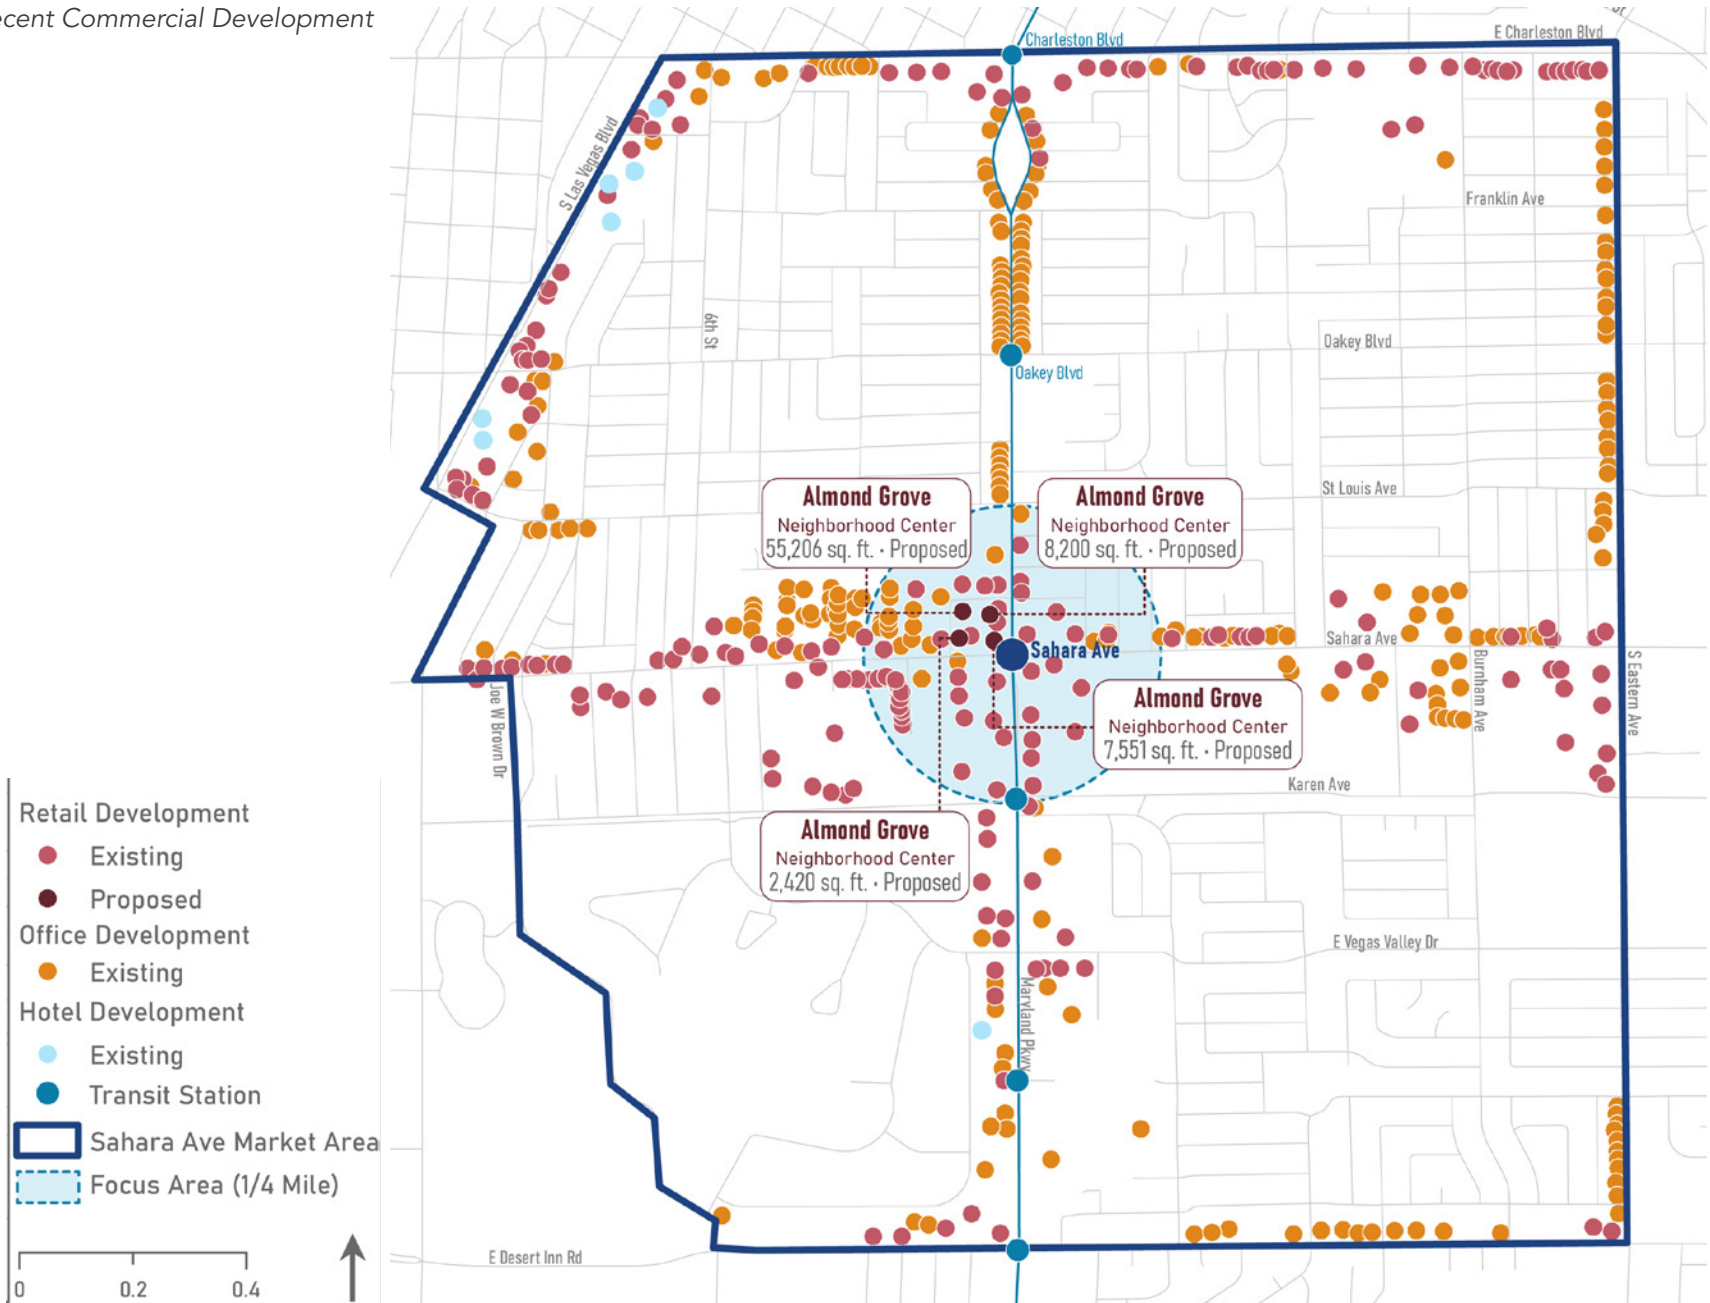 ecent Commercial Development
Charleston Blvd
E Charleston Blvd
S Las Vegas Blvd
Franklin Ave
6th St
Oakey Blvd
Oakey Blvd
St Louis Ave
Almond Grove
Neighborhood Center
55,206 sq. ft. • Proposed
Almond Grove
Neighborhood Center
8,200 sq. ft. • Proposed
Sahara Ave
Sahara Ave
Joe W Brown Dr
Burnham Ave
S Eastern Ave
Almond Grove
Neighborhood Center
7,551 sq. ft. • Proposed
Karen Ave
Almond Grove
Neighborhood Center
2,420 sq. ft. • Proposed
E Vegas Valley Dr
Maryland Pkwy
E Desert Inn Rd
Retail Development
Existing
Proposed
Office Development
Existing
Hotel Development
Existing
Transit Station
Sahara Ave Market Area
Focus Area (1/4 Mile)
0 0.2 0.4